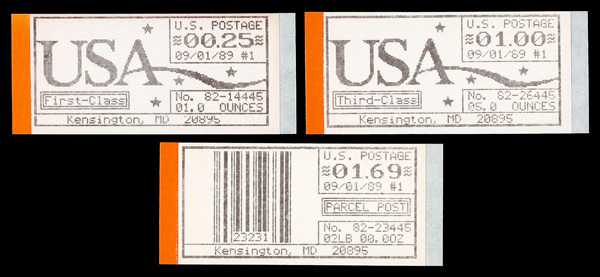 USA
U.S. POSTAGE
00.25
09/01/89 #1
First-Class
No. 82-14445
01.0 OUNCES
Kensington, MD 20895
USA
U.S. POSTAGE
01.00
09/01/89 #1
Third-Class
No. 82-26445
05.0 OUNCES
Kensington, MD 20895
23231
U.S. POSTAGE
01.69
09/01/89 #1
PARCEL POST
No. 82-23445
02LB 00.0OZ
Kensington, MD 20895